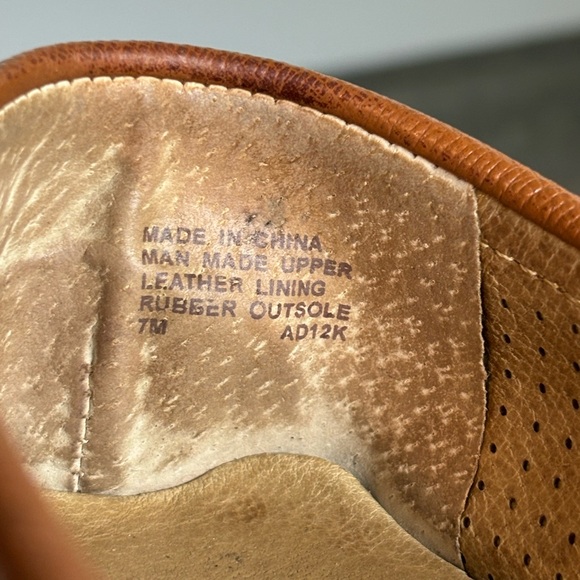 MADE IN CHINA
MAN MADE UPPER
LEATHER LINING
RUBBER OUTSOLE
7M AD12K